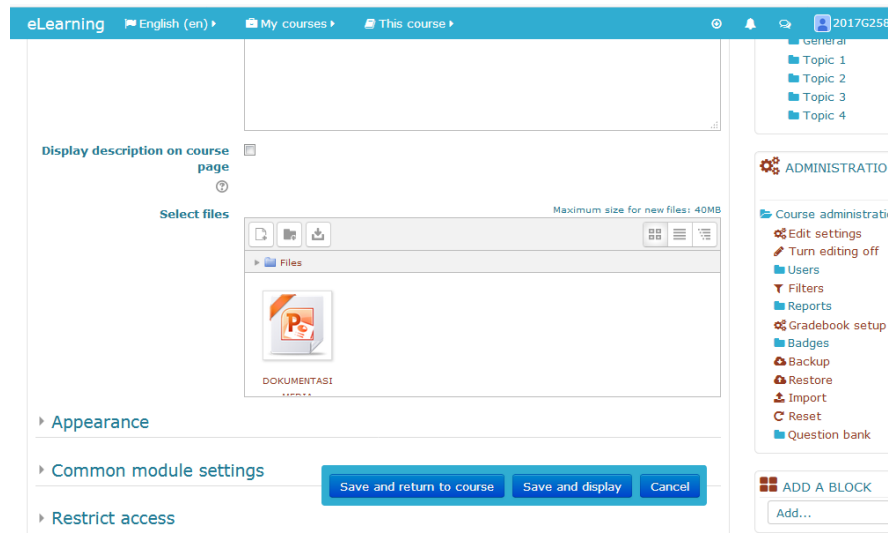 eLearning English (en) My courses This course 2017G258
General
Topic 1
Topic 2
Topic 3
Topic 4
Display description on course
page
Select files
Maximum size for new files: 40MB
Files
DOKUMENTASI
Appearance
Common module settings
Save and return to course Save and display Cancel
Restrict access
ADMINISTRATIO
Course administrati
Edit settings
Turn editing off
Users
Filters
Reports
Gradebook setup
Badges
Backup
Restore
Import
Reset
Question bank
ADD A BLOCK
Add...